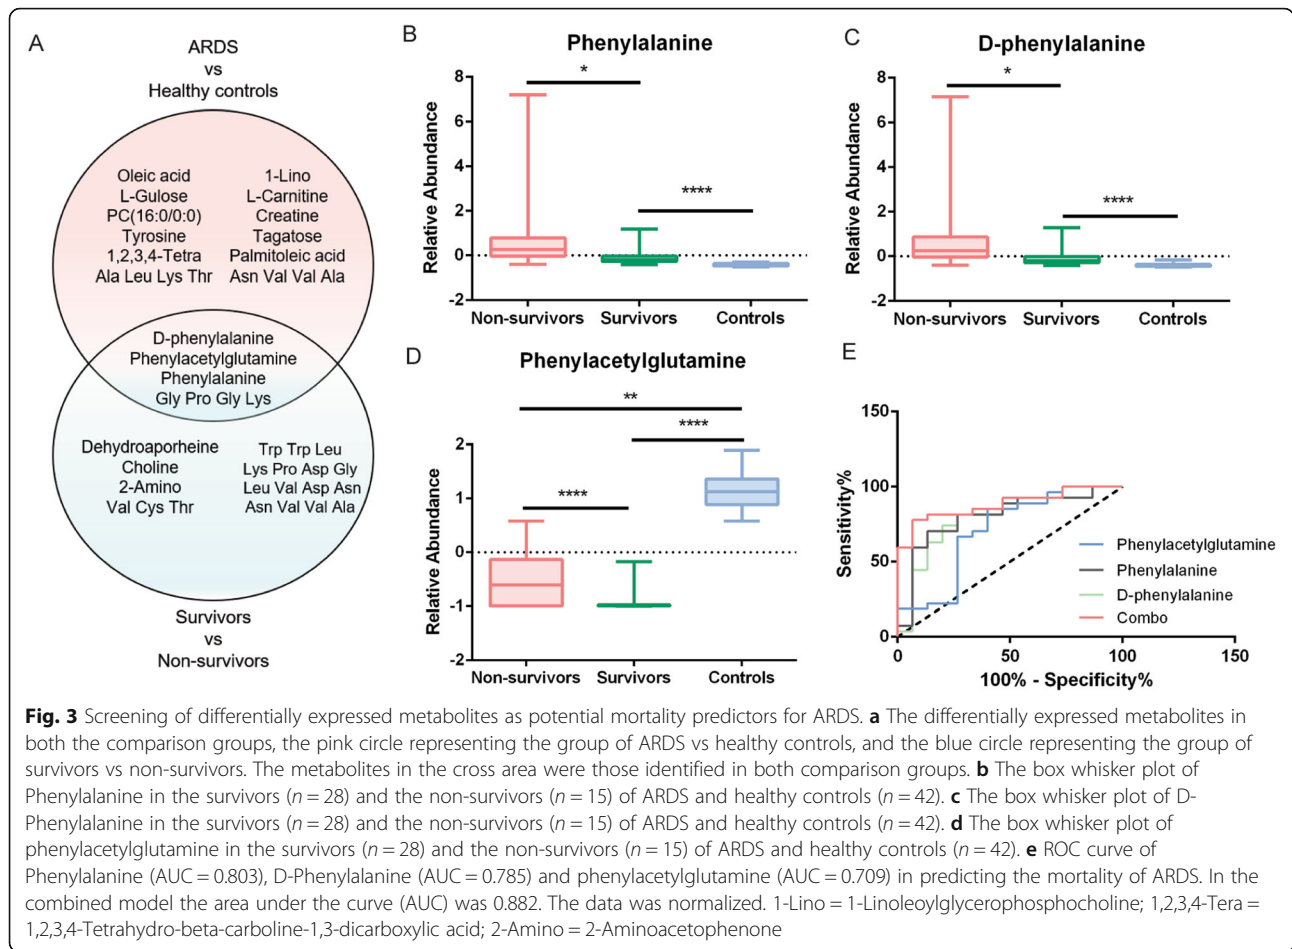 A
ARDS
vs
Healthy controls
Oleic acid
L-Gulose
PC(16:0/0:0)
Tyrosine
1,2,3,4-Tetra
Ala Leu Lys Thr
1-Lino
L-Carnitine
Creatine
Tagatose
Palmitoleic acid
Asn Val Val Ala
D-phenylalanine
Phenylacetylglutamine
Phenylalanine
Gly Pro Gly Lys
Dehydroaporheine
Choline
2-Amino
Val Cys Thr
Trp Trp Leu
Lys Pro Asp Gly
Leu Val Asp Asn
Asn Val Val Ala
Survivors
vs
Non-survivors
B
Phenylalanine
Relative Abundance
8
6
4
2
0
-2
*
****
Non-survivors Survivors Controls
C
D-phenylalanine
Relative Abundance
8
6
4
2
0
-2
*
****
Non-survivors Survivors Controls
D
Phenylacetylglutamine
Relative Abundance
2
1
0
-1
-2
**
****
****
Non-survivors Survivors Controls
E
Sensitivity%
150
100
50
0
0 50 100 150
100% - Specificity%
Phenylacetylglutamine
Phenylalanine
D-phenylalanine
Combo
Fig. 3 Screening of differentially expressed metabolites as potential mortality predictors for ARDS. a The differentially expressed metabolites in
both the comparison groups, the pink circle representing the group of ARDS vs healthy controls, and the blue circle representing the group of
survivors vs non-survivors. The metabolites in the cross area were those identified in both comparison groups. b The box whisker plot of
Phenylalanine in the survivors (n = 28) and the non-survivors (n = 15) of ARDS and healthy controls (n = 42). c The box whisker plot of D-
Phenylalanine in the survivors (n = 28) and the non-survivors (n = 15) of ARDS and healthy controls (n = 42). d The box whisker plot of
phenylacetylglutamine in the survivors (n = 28) and the non-survivors (n = 15) of ARDS and healthy controls (n = 42). e ROC curve of
Phenylalanine (AUC = 0.803), D-Phenylalanine (AUC = 0.785) and phenylacetylglutamine (AUC = 0.709) in predicting the mortality of ARDS. In the
combined model the area under the curve (AUC) was 0.882. The data was normalized. 1-Lino = 1-Linoleoylglycerophosphocholine; 1,2,3,4-Tera =
1,2,3,4-Tetrahydro-beta-carboline-1,3-dicarboxylic acid; 2-Amino = 2-Aminoacetophenone